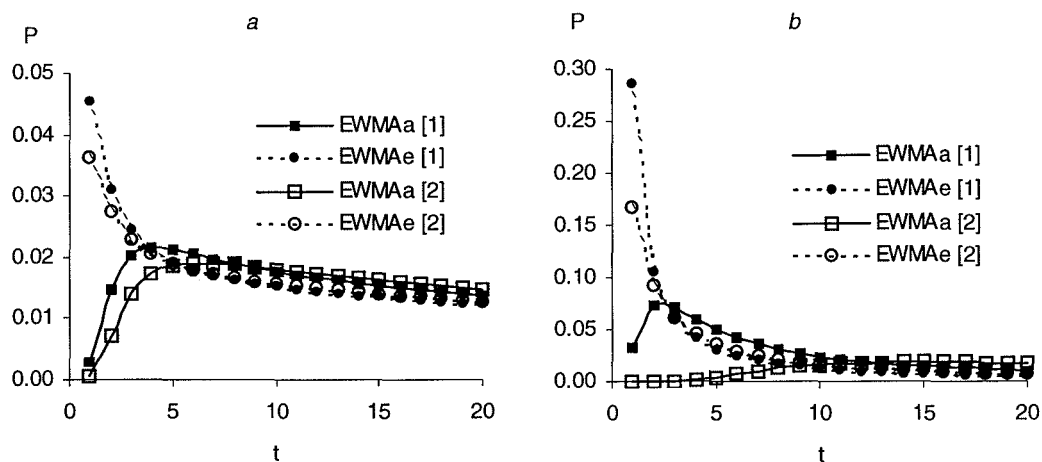 P
a
0.05
0.04
0.03
0.02
0.01
0.00
EWMAa [1]
EWMAe [1]
EWMAa [2]
EWMAe [2]
0 5 10 15 20
t
P
b
0.30
0.25
0.20
0.15
0.10
0.05
0.00
EWMAa [1]
EWMAe [1]
EWMAa [2]
EWMAe [2]
0 5 10 15 20
t